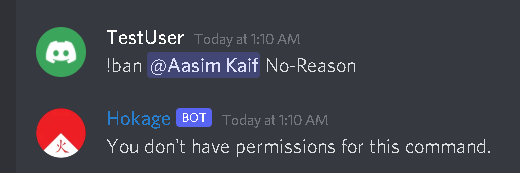 TestUser Today at 1:10 AM
!ban @Aasim Kaif No-Reason
Hokage BOT Today at 1:10 AM
火
You don't have permissions for this command.